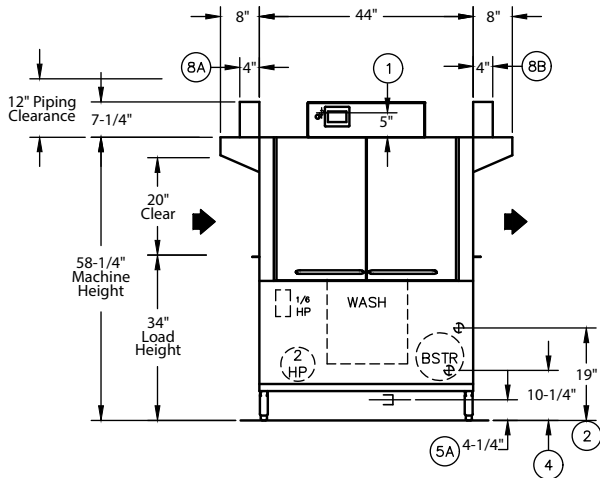 8"
44"
8"
8A
4"
1
4"
8B
12" Piping
Clearance
7-1/4"
5"
20"
Clear
58-1/4"
Machine
Height
34"
Load
Height
1/6
HP
WASH
2
HP
BSTR
19"
10-1/4"
5A
4-1/4"
4
2